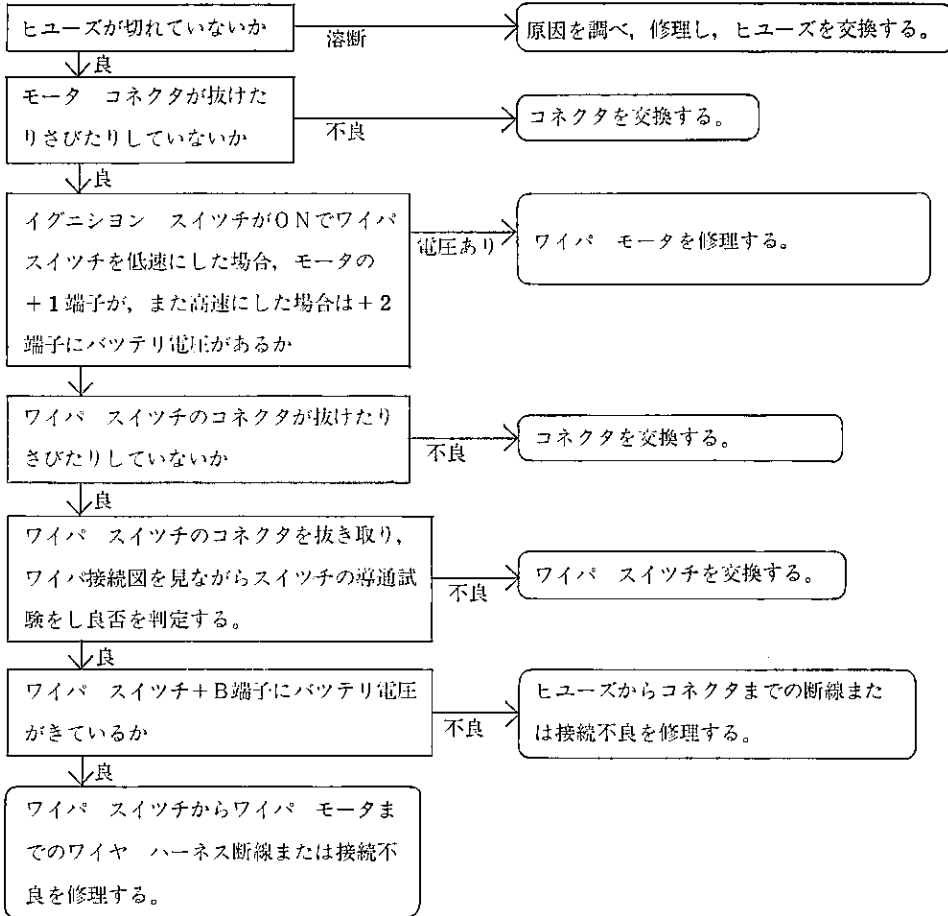 ヒユーズが切れていないか
溶断
原因を調べ，修理し，ヒユーズを交換する。
良
モータ　コネクタが抜けた
りさびたりしていないか
不良
コネクタを交換する。
良
イグニシヨン　スイツチがＯＮでワイパ
スイツチを低速にした場合，モータの
＋１端子が，また高速にした場合は＋２
端子にバツテリ電圧があるか
電圧あり
ワイパ　モータを修理する。
ワイパ　スイツチのコネクタが抜けたり
さびたりしていないか
不良
コネクタを交換する。
良
ワイパ　スイツチのコネクタを抜き取り，
ワイパ接続図を見ながらスイツチの導通試
験をし良否を判定する。
不良
ワイパ　スイツチを交換する。
良
ワイパ　スイツチ＋Ｂ端子にバツテリ電圧
がきているか
不良
ヒユーズからコネクタまでの断線また
は接続不良を修理する。
良
ワイパ　スイツチからワイパ　モータま
でのワイヤ　ハーネス断線または接続不
良を修理する。